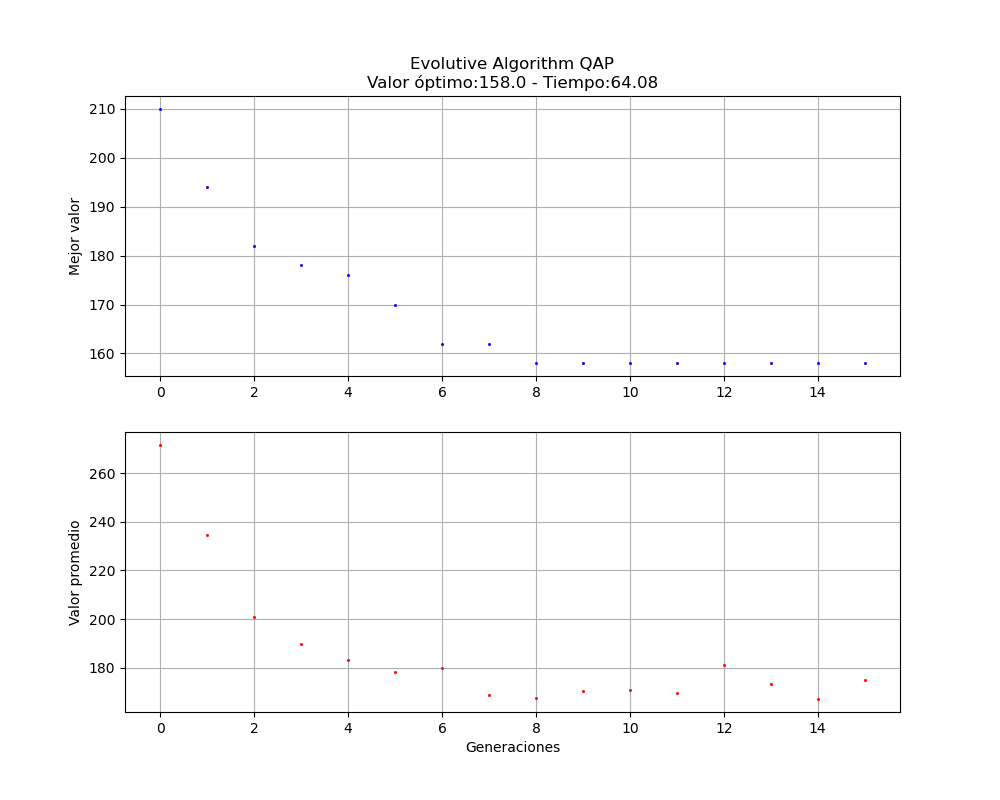 Evolutive Algorithm QAP
Valor óptimo:158.0 - Tiempo:64.08
Mejor valor
210
200
190
180
170
160
0 2 4 6 8 10 12 14
Valor promedio
260
240
220
200
180
0 2 4 6 8 10 12 14
Generaciones